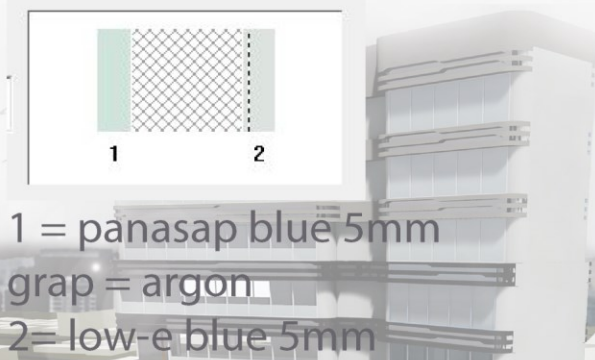 1 2
1 = panasap blue 5mm
grap = argon
2= low-e blue 5mm